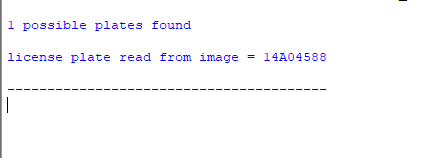 1 possible plates found
license plate read from image = 14A04588
----------------------------------------